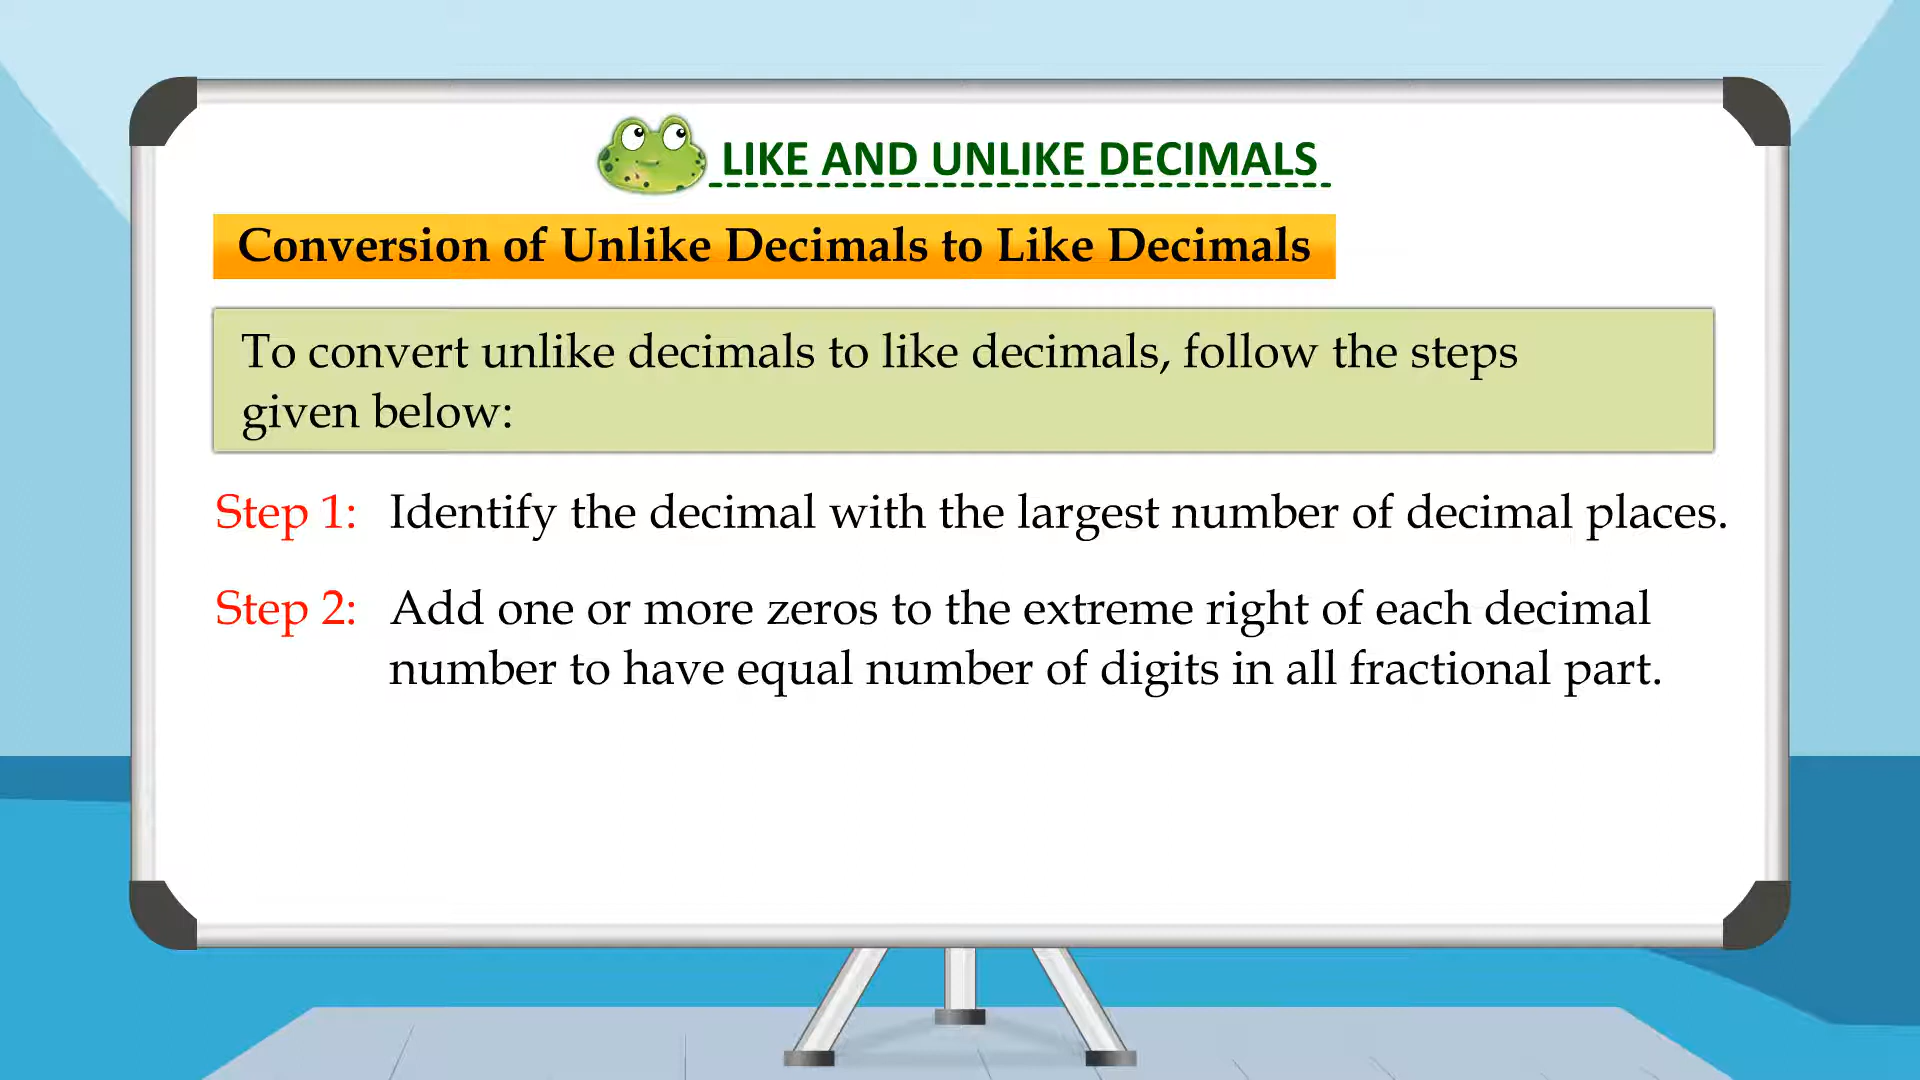 LIKE AND UNLIKE DECIMALS
Conversion of Unlike Decimals to Like Decimals
To convert unlike decimals to like decimals, follow the steps
given below:
Step 1: Identify the decimal with the largest number of decimal places.
Step 2: Add one or more zeros to the extreme right of each decimal
number to have equal number of digits in all fractional part.